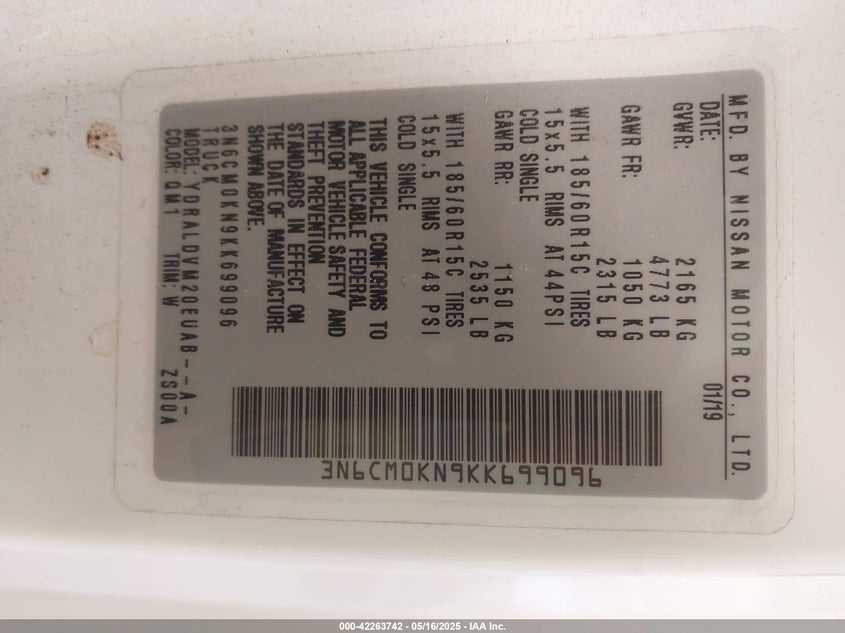 MFD. BY NISSAN MOTOR CO., LTD.
DATE: 01/19
GVWR: 2165 KG
4773 LB
GAWR FR: 1050 KG
2315 LB
WITH 185/60R15C TIRES
15x5.5 RIMS AT 44PSI
COLD SINGLE
GAWR RR: 1150 KG
2535 LB
WITH 185/60R15C TIRES
15x5.5 RIMS AT 48 PSI
COLD SINGLE
THIS VEHICLE CONFORMS TO
ALL APPLICABLE FEDERAL
MOTOR VEHICLE SAFETY AND
THEFT PREVENTION
STANDARDS IN EFFECT ON
THE DATE OF MANUFACTURE
SHOWN ABOVE.
3N6CM0KN9KK699096
TRUCK
MODEL: YDRALDVM20EUAB--A-
COLOR: QM1 TRIM: W ZS00A
3N6CM0KN9KK699096
000-42263742 - 05/16/2025 - IAA Inc.